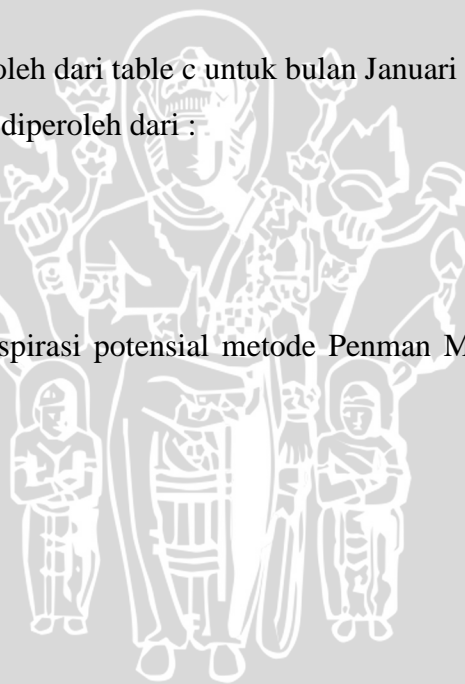 oleh dari table c untuk bulan Januari
diperoleh dari :
spirasi potensial metode Penman M